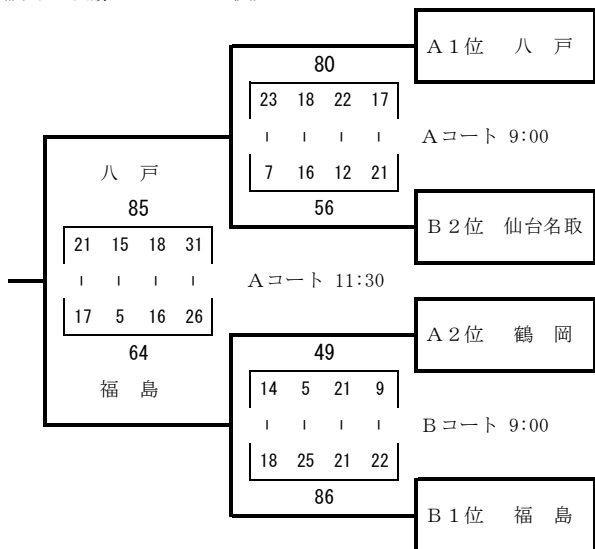 A1位 八 戸
80
23 18 22 17
- - - -
7 16 12 21
56
Aコート 9:00
B2位 仙台名取
八 戸
85
21 15 18 31
- - - -
17 5 16 26
64
福 島
Aコート 11:30
A2位 鶴 岡
49
14 5 21 9
- - - -
18 25 21 22
86
Bコート 9:00
B1位 福 島